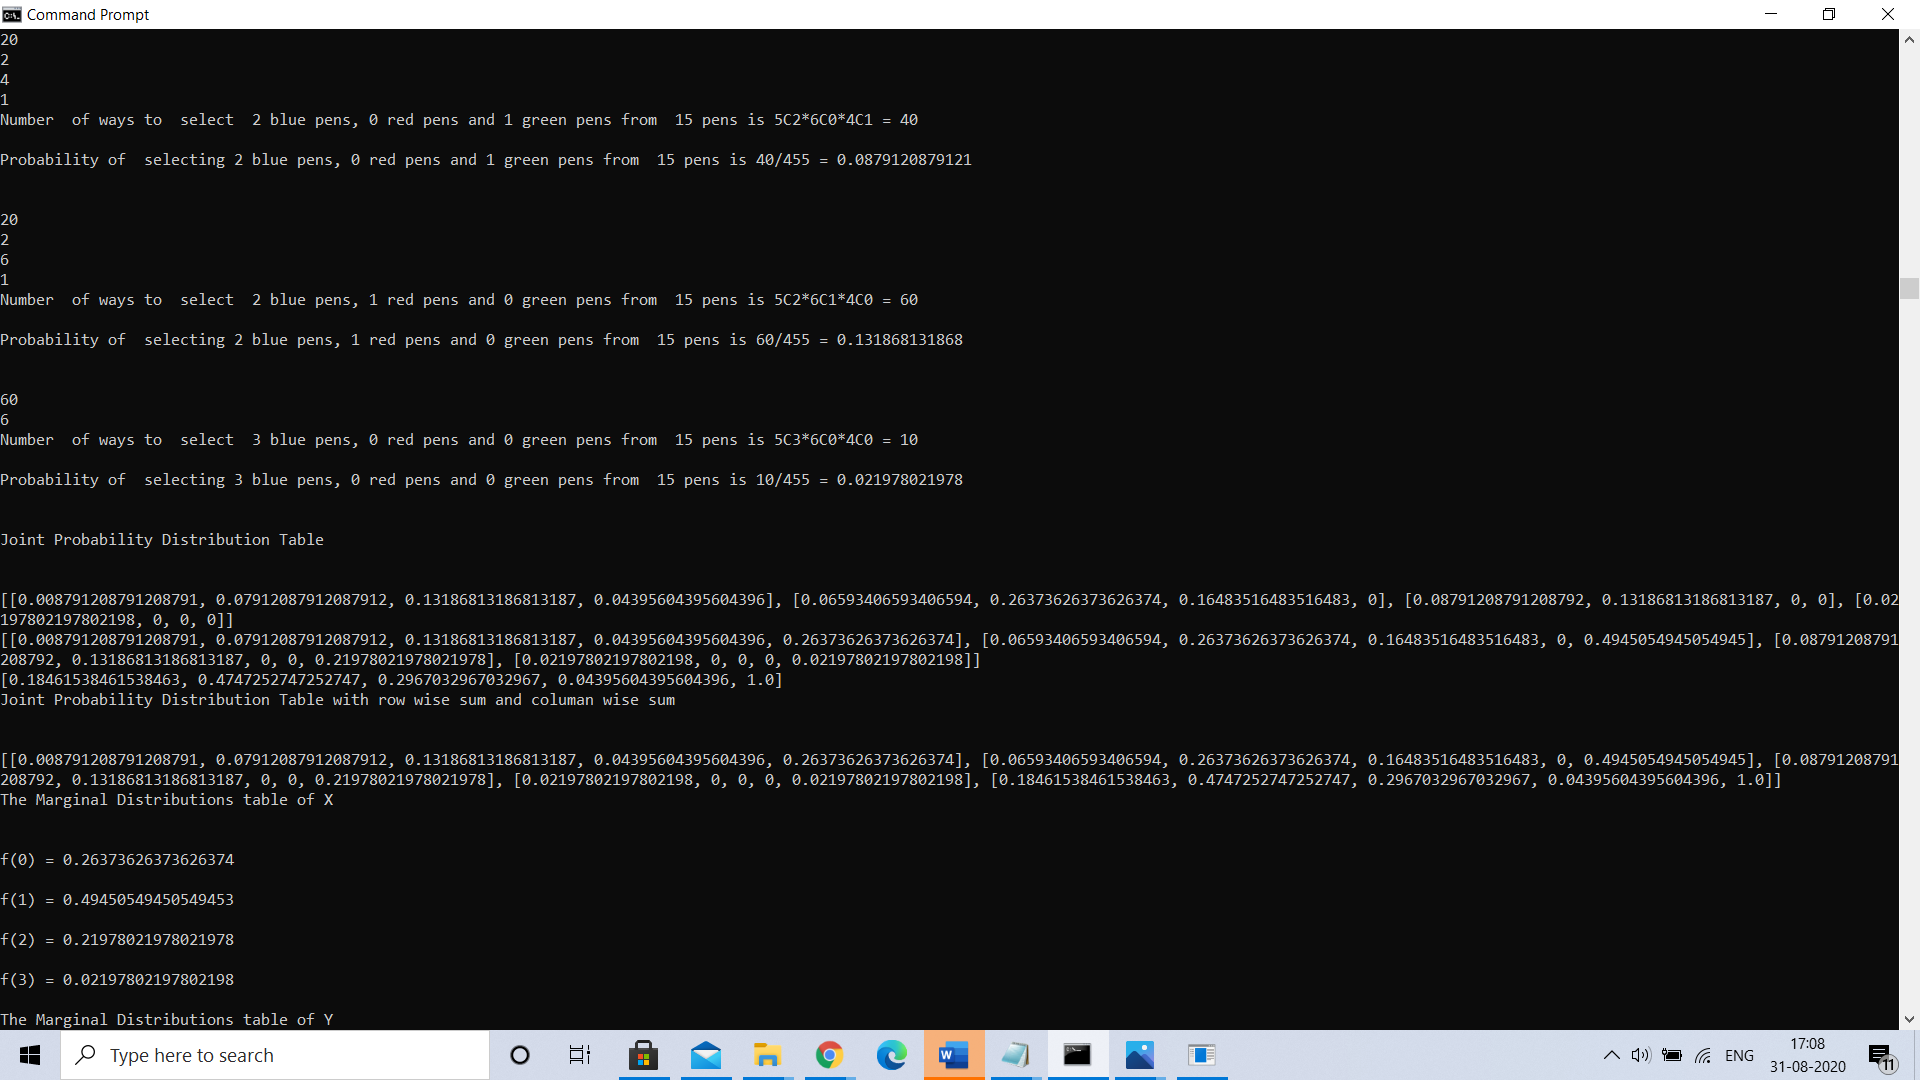 Command Prompt
20
2
4
1
Number  of ways to  select  2 blue pens, 0 red pens and 1 green pens from  15 pens is 5C2*6C0*4C1 = 40
Probability of  selecting 2 blue pens, 0 red pens and 1 green pens from  15 pens is 40/455 = 0.0879120879121
20
2
6
1
Number  of ways to  select  2 blue pens, 1 red pens and 0 green pens from  15 pens is 5C2*6C1*4C0 = 60
Probability of  selecting 2 blue pens, 1 red pens and 0 green pens from  15 pens is 60/455 = 0.131868131868
60
6
Number  of ways to  select  3 blue pens, 0 red pens and 0 green pens from  15 pens is 5C3*6C0*4C0 = 10
Probability of  selecting 3 blue pens, 0 red pens and 0 green pens from  15 pens is 10/455 = 0.021978021978
Joint Probability Distribution Table
[[0.008791208791208791, 0.07912087912087912, 0.13186813186813187, 0.04395604395604396], [0.06593406593406594, 0.26373626373626374, 0.16483516483516483, 0], [0.08791208791208792, 0.13186813186813187, 0, 0], [0.02
197802197802198, 0, 0, 0]]
[[0.008791208791208791, 0.07912087912087912, 0.13186813186813187, 0.04395604395604396, 0.26373626373626374], [0.06593406593406594, 0.26373626373626374, 0.16483516483516483, 0, 0.4945054945054945], [0.08791208791
208792, 0.13186813186813187, 0, 0, 0.21978021978021978], [0.02197802197802198, 0, 0, 0, 0.02197802197802198]]
[0.18461538461538463, 0.4747252747252747, 0.2967032967032967, 0.04395604395604396, 1.0]
Joint Probability Distribution Table with row wise sum and columan wise sum
[[0.008791208791208791, 0.07912087912087912, 0.13186813186813187, 0.04395604395604396, 0.26373626373626374], [0.06593406593406594, 0.26373626373626374, 0.16483516483516483, 0, 0.4945054945054945], [0.08791208791
208792, 0.13186813186813187, 0, 0, 0.21978021978021978], [0.02197802197802198, 0, 0, 0, 0.02197802197802198], [0.18461538461538463, 0.4747252747252747, 0.2967032967032967, 0.04395604395604396, 1.0]]
The Marginal Distributions table of X
f(0) = 0.26373626373626374
f(1) = 0.49450549450549453
f(2) = 0.21978021978021978
f(3) = 0.02197802197802198
The Marginal Distributions table of Y
Type here to search
ENG
17:08
31-08-2020
11